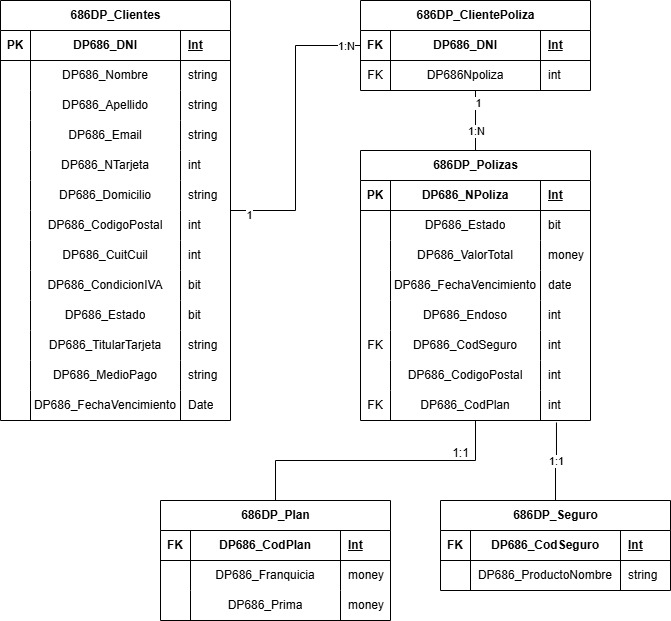 686DP_Clientes
PK DP686_DNI Int
DP686_Nombre string
DP686_Apellido string
DP686_Email string
DP686_NTarjeta int
DP686_Domicilio string
DP686_CodigoPostal int
DP686_CuitCuil int
DP686_CondicionIVA bit
DP686_Estado bit
DP686_TitularTarjeta string
DP686_MedioPago string
DP686_FechaVencimiento Date
1
1:N
686DP_ClientePoliza
FK DP686_DNI Int
FK DP686Npoliza int
1
1:N
686DP_Polizas
PK DP686_NPoliza Int
DP686_Estado bit
DP686_ValorTotal money
DP686_FechaVencimiento date
DP686_Endoso int
FK DP686_CodSeguro int
DP686_CodigoPostal int
FK DP686_CodPlan int
1:1
1:1
686DP_Plan
FK DP686_CodPlan Int
DP686_Franquicia money
DP686_Prima money
686DP_Seguro
FK DP686_CodSeguro Int
DP686_ProductoNombre string